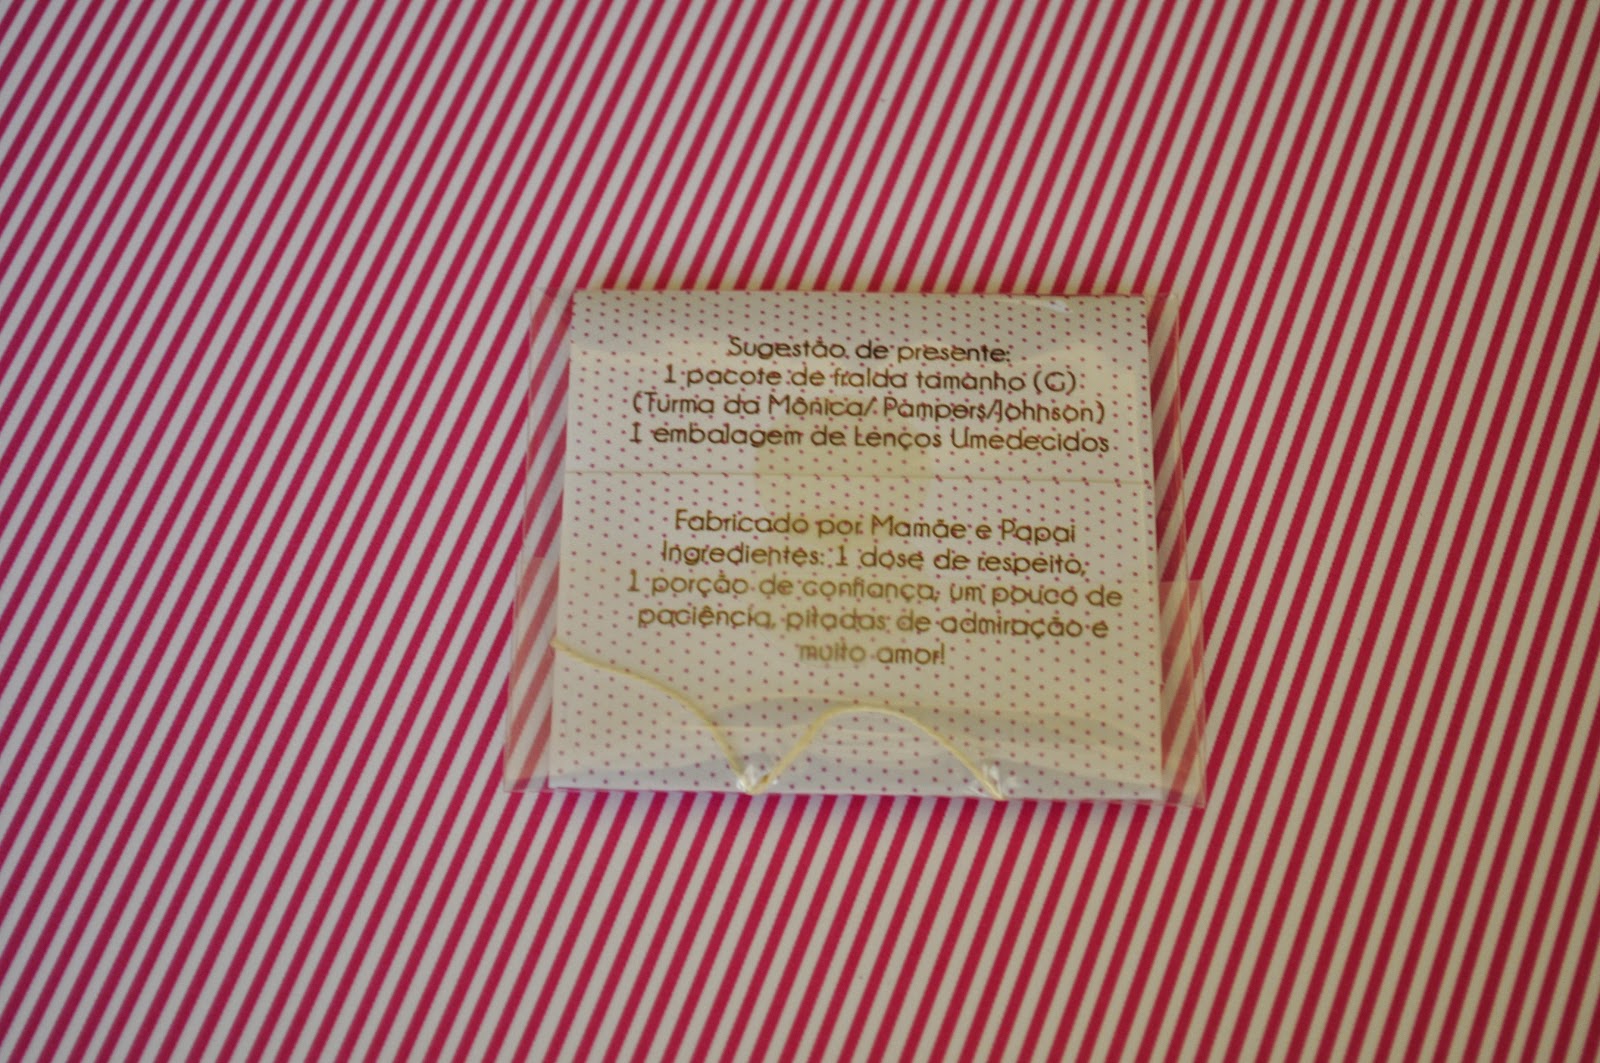 Sugestão de presente:
1 pacote de fralda tamanho (G)
(Turma da Mônica/ Pampers/Johnson)
1 embalagem de Lenços Umedecidos
Fabricado por Mamãe e Papai
Ingredientes: 1 dose de respeito,
1 porção de confiança, um pouco de
paciência, pitadas de admiração e
muito amor!